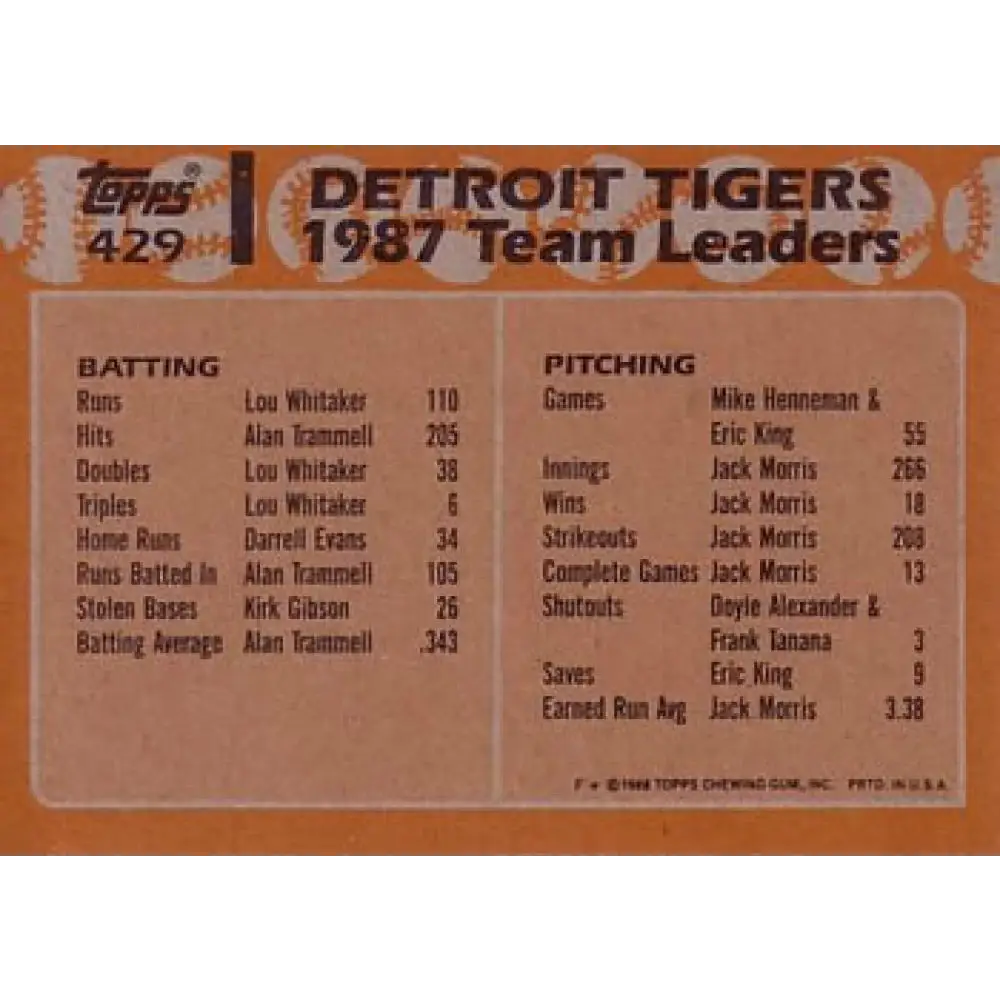 topps® DETROIT TIGERS
429 1987 Team Leaders
BATTING
Runs Lou Whitaker 110
Hits Alan Trammell 205
Doubles Lou Whitaker 38
Triples Lou Whitaker 6
Home Runs Darrell Evans 34
Runs Batted In Alan Trammell 105
Stolen Bases Kirk Gibson 26
Batting Average Alan Trammell .343
PITCHING
Games Mike Henneman &
Eric King 55
Innings Jack Morris 266
Wins Jack Morris 18
Strikeouts Jack Morris 208
Complete Games Jack Morris 13
Shutouts Doyle Alexander &
Frank Tanana 3
Saves Eric King 9
Earned Run Avg Jack Morris 3.38
F* ©1988 TOPPS CHEWING GUM, INC. PRTD. IN U.S.A.